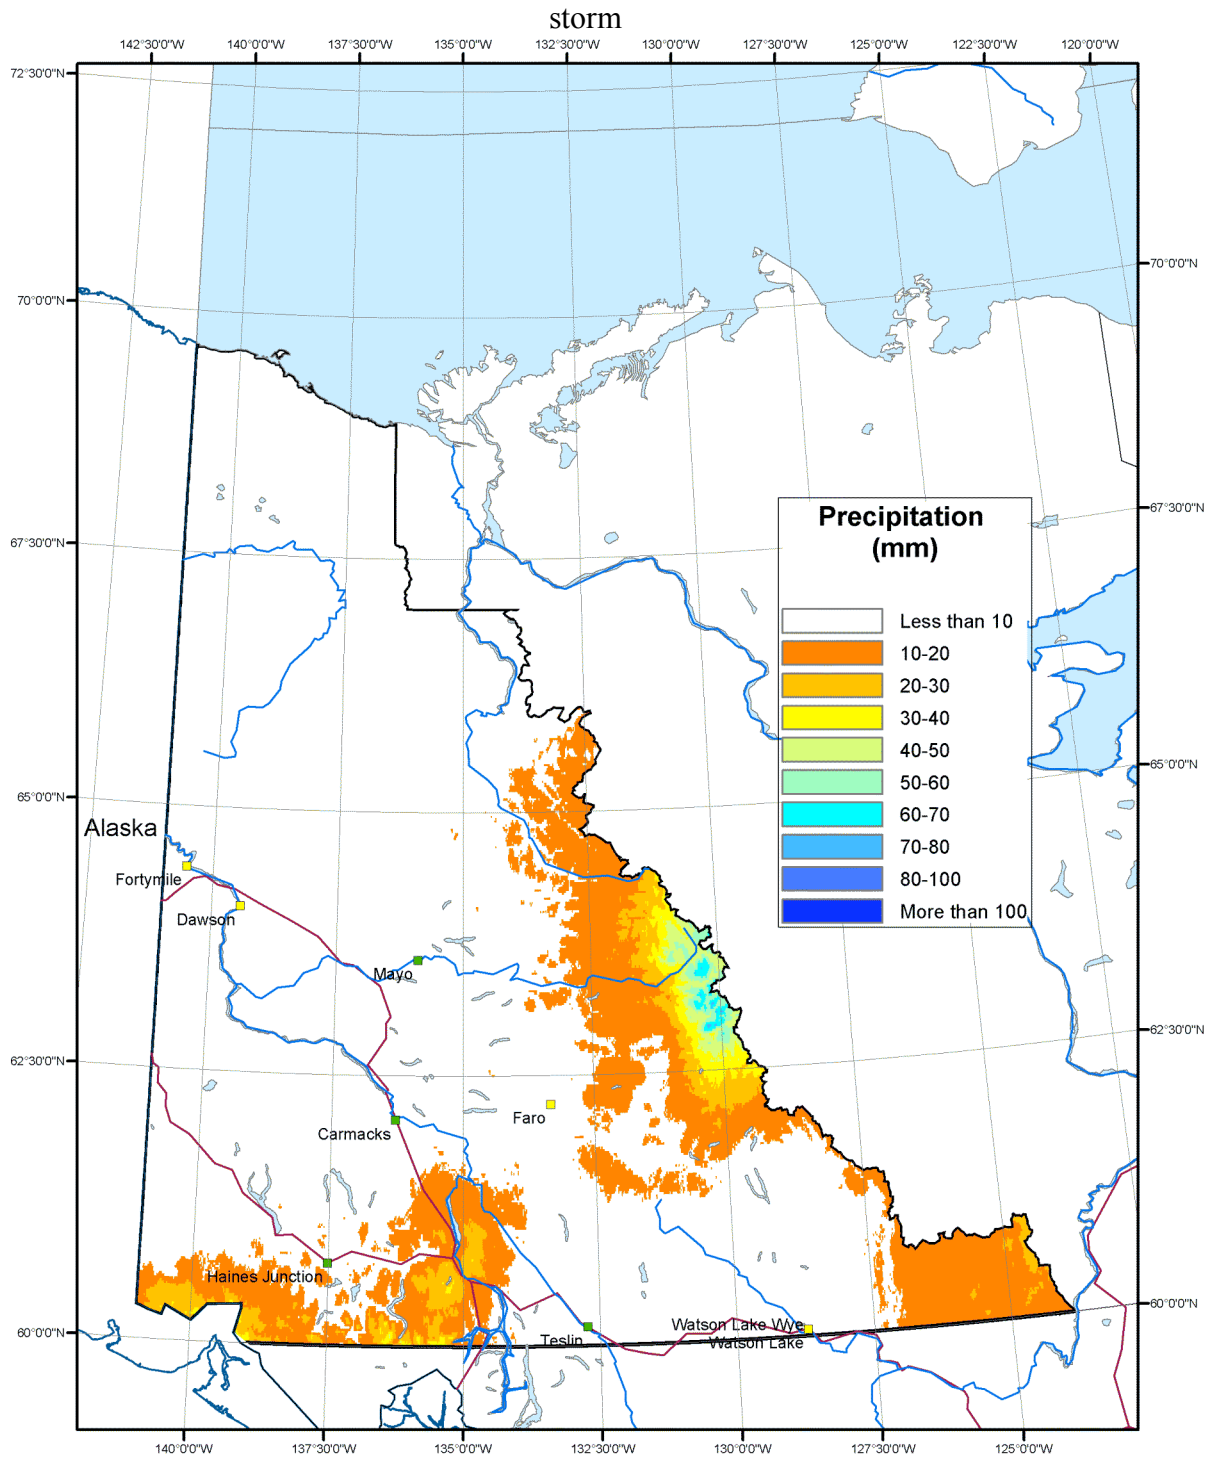 storm
142°30'0"W 140°0'0"W 137°30'0"W 135°0'0"W 132°30'0"W 130°0'0"W 127°30'0"W 125°0'0"W 122°30'0"W 120°0'0"W
72°30'0"N
70°0'0"N
70°0'0"N
67°30'0"N
67°30'0"N
Precipitation
(mm)
Less than 10
10-20
20-30
30-40
40-50
50-60
60-70
70-80
80-100
More than 100
65°0'0"N
65°0'0"N
Alaska
Fortymile
Dawson
Mayo
62°30'0"N
62°30'0"N
Faro
Carmacks
Haines Junction
60°0'0"N
60°0'0"N
Teslin
Watson Lake Wye
Watson Lake
140°0'0"W 137°30'0"W 135°0'0"W 132°30'0"W 130°0'0"W 127°30'0"W 125°0'0"W